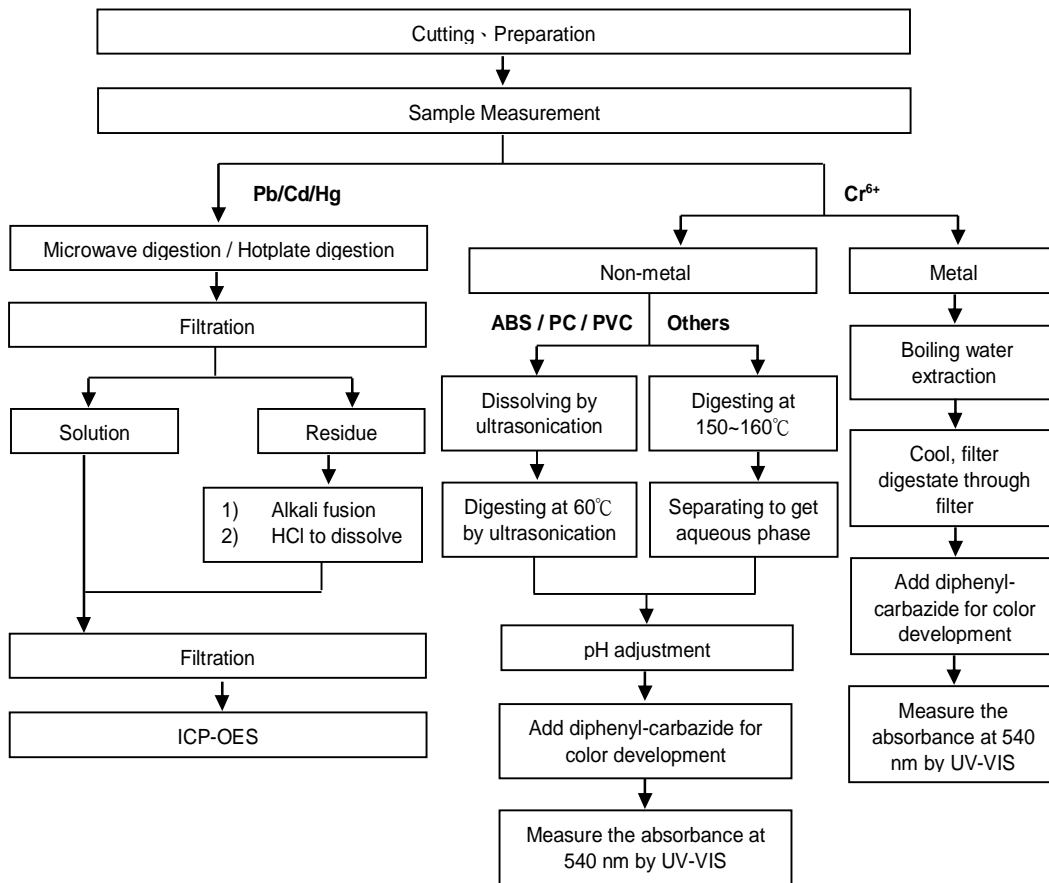 Cutting、Preparation
Sample Measurement
Pb/Cd/Hg
Cr⁶⁺
Microwave digestion / Hotplate digestion
Non-metal
Metal
Filtration
ABS / PC / PVC
Others
Boiling water
extraction
Solution
Residue
Dissolving by
ultrasonication
Digesting at
150~160℃
Cool, filter
digestate through
filter
1) Alkali fusion
2) HCl to dissolve
Digesting at 60℃
by ultrasonication
Separating to get
aqueous phase
Add diphenyl-
carbazide for color
development
Filtration
pH adjustment
ICP-OES
Add diphenyl-carbazide for
color development
Measure the
absorbance at 540
nm by UV-VIS
Measure the absorbance at
540 nm by UV-VIS